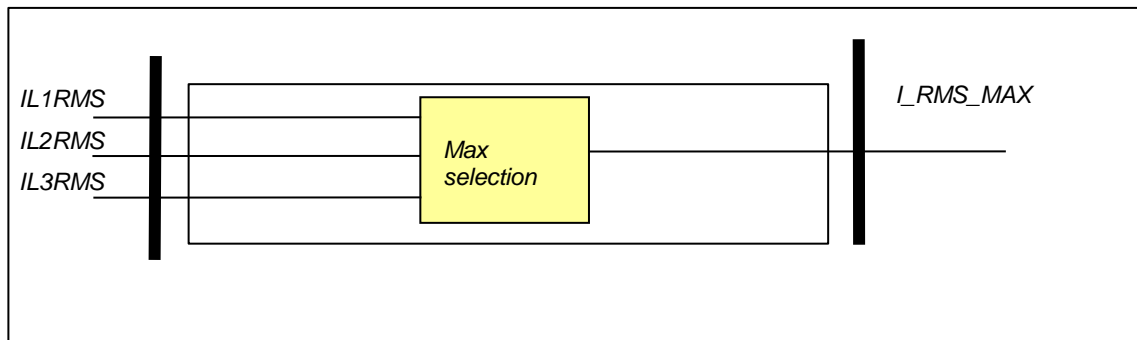 IL1RMS
IL2RMS
IL3RMS
Max
selection
I_RMS_MAX